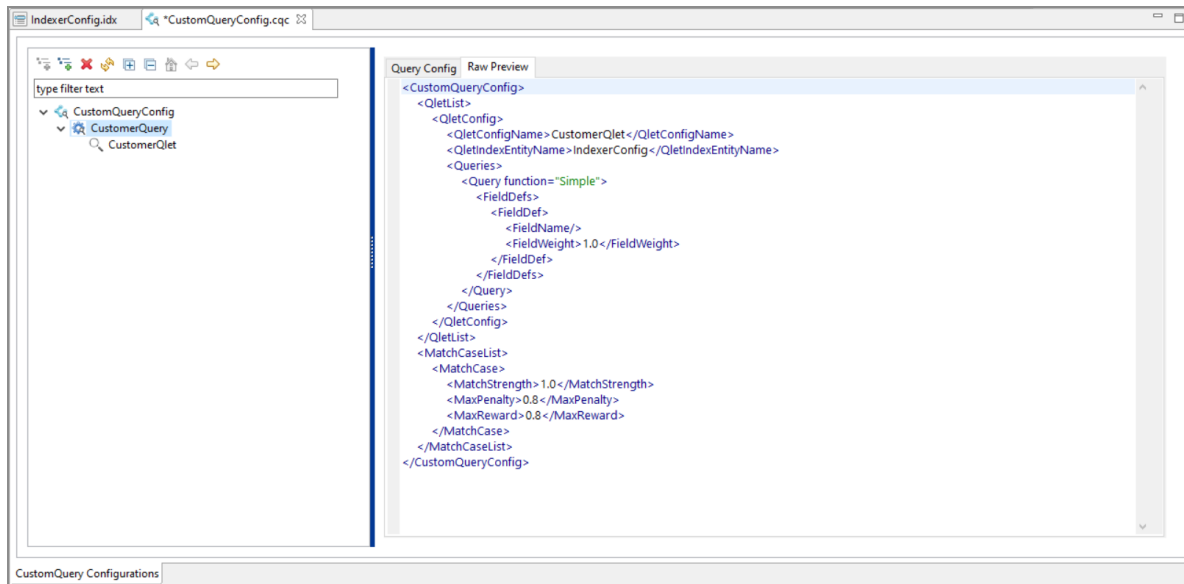 IndexerConfig.idx
*CustomQueryConfig.cqc
type filter text
CustomQueryConfig
CustomerQuery
CustomerQlet
Query Config
Raw Preview
<CustomQueryConfig>
<QletList>
<QletConfig>
<QletConfigName>CustomerQlet</QletConfigName>
<QletIndexEntityName>IndexerConfig</QletIndexEntityName>
<Queries>
<Query function="Simple">
<FieldDefs>
<FieldDef>
<FieldName/>
<FieldWeight>1.0</FieldWeight>
</FieldDef>
</FieldDefs>
</Query>
</Queries>
</QletConfig>
</QletList>
<MatchCaseList>
<MatchCase>
<MatchStrength>1.0</MatchStrength>
<MaxPenalty>0.8</MaxPenalty>
<MaxReward>0.8</MaxReward>
</MatchCase>
</MatchCaseList>
</CustomQueryConfig>
CustomQuery Configurations